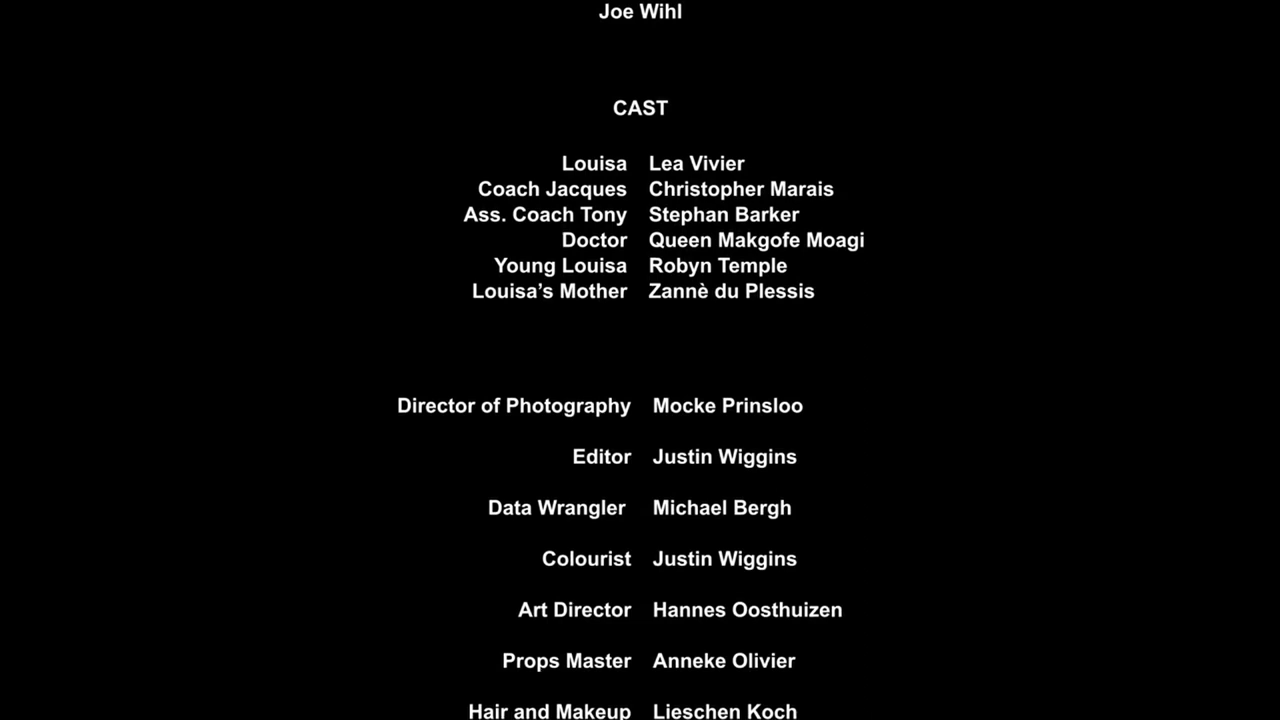 Joe Wihl
CAST
Louisa Lea Vivier
Coach Jacques Christopher Marais
Ass. Coach Tony Stephan Barker
Doctor Queen Makgofe Moagi
Young Louisa Robyn Temple
Louisa’s Mother Zannè du Plessis
Director of Photography Mocke Prinsloo
Editor Justin Wiggins
Data Wrangler Michael Bergh
Colourist Justin Wiggins
Art Director Hannes Oosthuizen
Props Master Anneke Olivier
Hair and Makeup Lieschen Koch